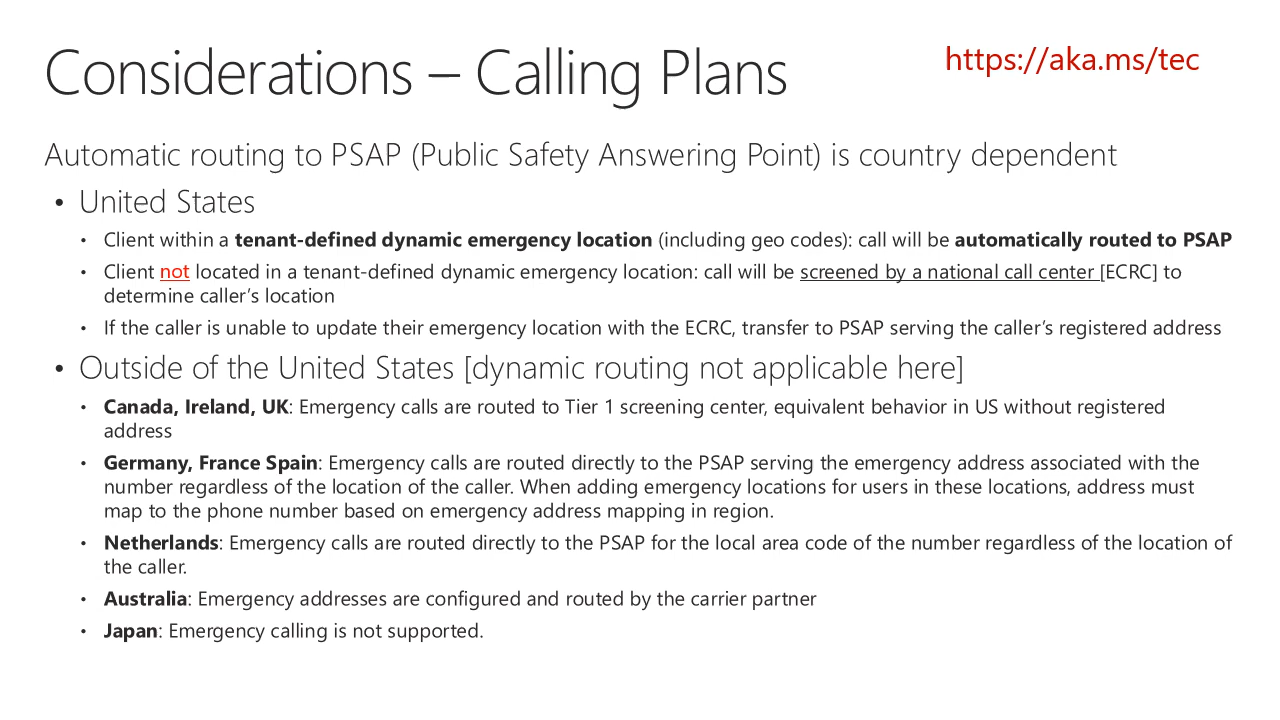 Considerations – Calling Plans
https://aka.ms/tec
Automatic routing to PSAP (Public Safety Answering Point) is country dependent
• United States
• Client within a tenant-defined dynamic emergency location (including geo codes): call will be automatically routed to PSAP
• Client not located in a tenant-defined dynamic emergency location: call will be screened by a national call center [ECRC] to
determine caller’s location
• If the caller is unable to update their emergency location with the ECRC, transfer to PSAP serving the caller’s registered address
• Outside of the United States [dynamic routing not applicable here]
• Canada, Ireland, UK: Emergency calls are routed to Tier 1 screening center, equivalent behavior in US without registered
address
• Germany, France Spain: Emergency calls are routed directly to the PSAP serving the emergency address associated with the
number regardless of the location of the caller. When adding emergency locations for users in these locations, address must
map to the phone number based on emergency address mapping in region.
• Netherlands: Emergency calls are routed directly to the PSAP for the local area code of the number regardless of the location of
the caller.
• Australia: Emergency addresses are configured and routed by the carrier partner
• Japan: Emergency calling is not supported.